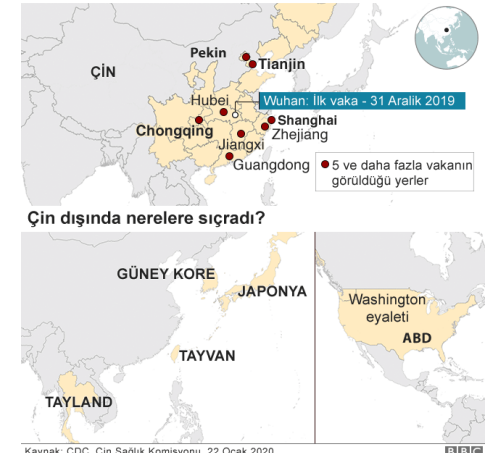 Pekin
Tianjin
ÇİN
Hubei
Wuhan: İlk vaka - 31 Aralik 2019
Chongqing
Shanghai
Zhejiang
Jiangxi
Guangdong
5 ve daha fazla vakanın
görüldüğü yerler
Çin dışında nerelere sıçradı?
GÜNEY KORE
JAPONYA
TAYVAN
TAYLAND
Washington
eyaleti
ABD
Kaynak: CDC, Çin Sağlık Komisyonu, 22 Ocak 2020
BBC